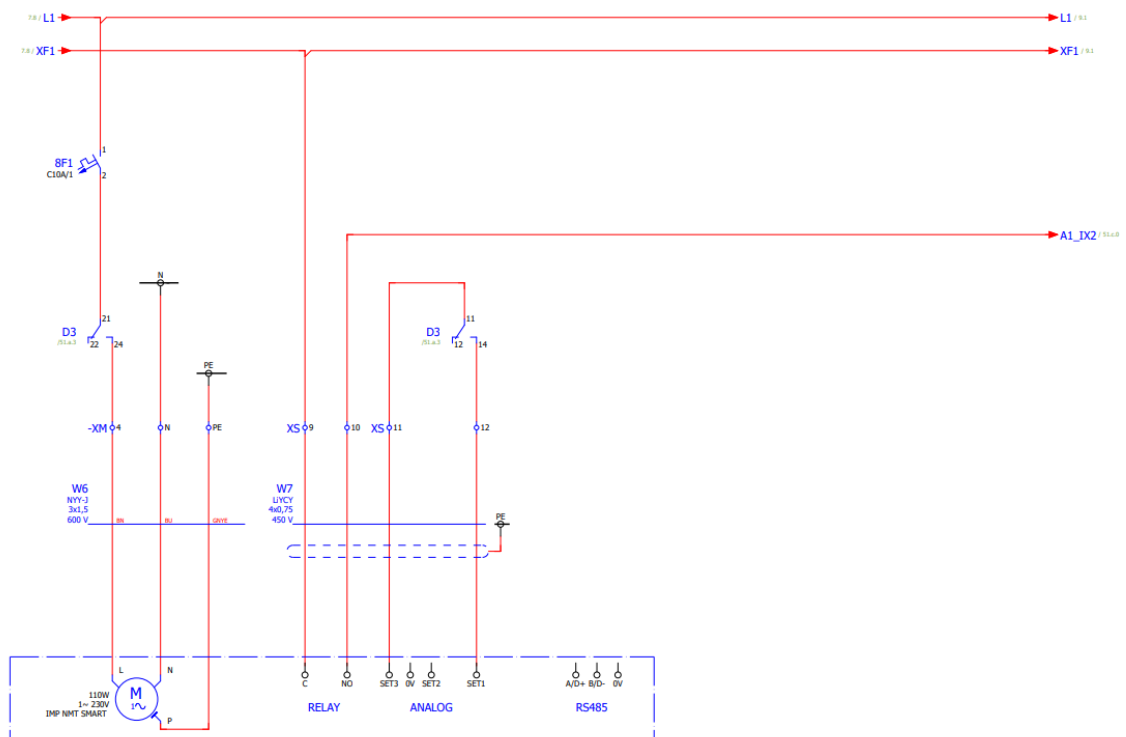 7.8 / L1
L1 / 9.1
7.8 / XF1
XF1 / 9.1
1
8F1
C10A/1
2
A1_IX2
N
21
11
D3
22
24
D3
12
14
PE
-XM
4
N
PE
XS
9
10
XS
11
12
W6
NYY-J
3x1,5
600 V
BN
BU
GNYE
W7
LiYCY
4x0,75
450 V
PE
L
N
C
NO
SET3
0V
SET2
SET1
A/D+
B/D-
0V
110W
1~ 230V
IMP NMT SMART
M
1
P
RELAY
ANALOG
RS485